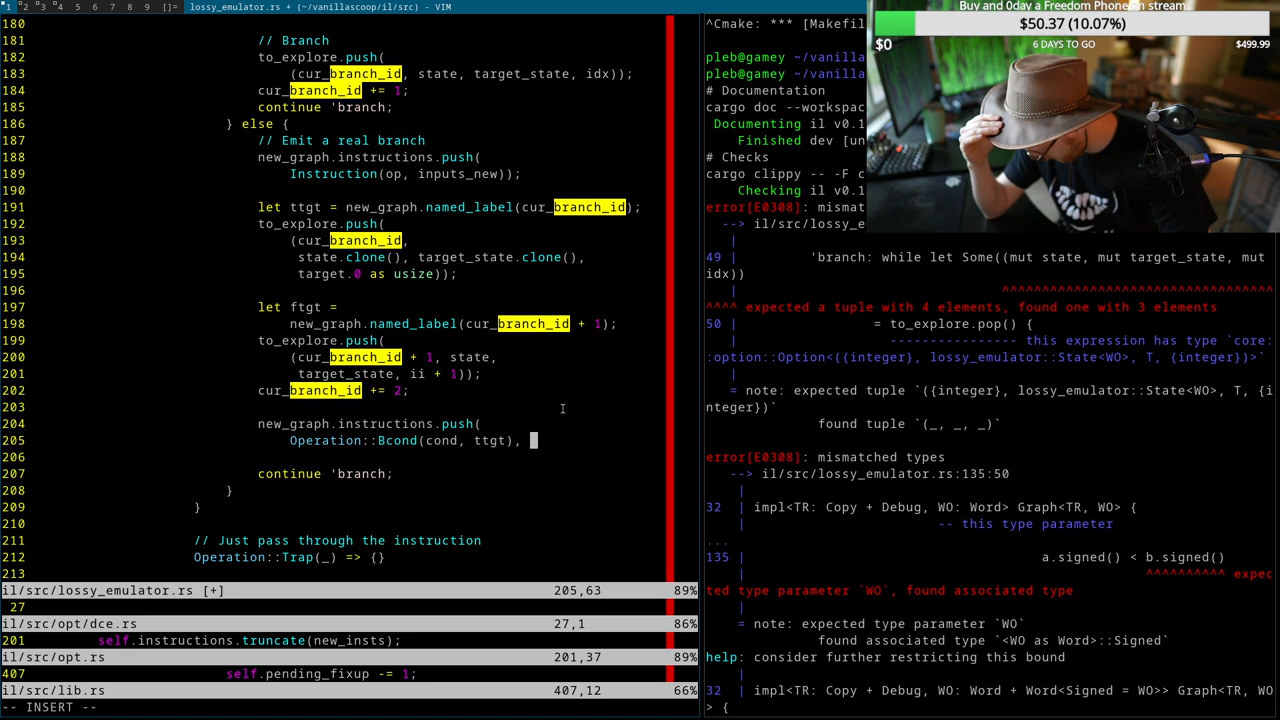 1 2 3 4 5 6 7 8 9 []= lossy_emulator.rs + (~/vanillascoop/il/src) - VIM
180
181 // Branch
182 to_explore.push(
183 (cur_branch_id, state, target_state, idx));
184 cur_branch_id += 1;
185 continue 'branch;
186 } else {
187 // Emit a real branch
188 new_graph.instructions.push(
189 Instruction(op, inputs_new));
190
191 let ttgt = new_graph.named_label(cur_branch_id);
192 to_explore.push(
193 (cur_branch_id,
194 state.clone(), target_state.clone(),
195 target.0 as usize));
196
197 let ftgt =
198 new_graph.named_label(cur_branch_id + 1);
199 to_explore.push(
200 (cur_branch_id + 1, state,
201 target_state, ii + 1));
202 cur_branch_id += 2;
203
204 new_graph.instructions.push(
205 Operation::Bcond(cond, ttgt),
206
207 continue 'branch;
208 }
209 }
210
211 // Just pass through the instruction
212 Operation::Trap(_) => {}
213
il/src/lossy_emulator.rs [+] 205,63 89%
27
il/src/opt/dce.rs 27,1 86%
201 self.instructions.truncate(new_insts);
il/src/opt.rs 201,37 89%
407 self.pending_fixup -= 1;
il/src/lib.rs 407,12 66%
-- INSERT --
^Cmake: *** [Makefil
pleb@gamey ~/vanilla
pleb@gamey ~/vanilla
# Documentation
cargo doc --workspac
Documenting il v0.1
Finished dev [un
# Checks
cargo clippy -- -F c
Checking il v0.1
error[E0308]: mismat
--> il/src/lossy_e
|
49 | 'branch: while let Some((mut state, mut target_state, mut
idx))
| ^^^^^^^^^^^^^^^^^^^^^^^^^^^^^^^^^^
^^^^ expected a tuple with 4 elements, found one with 3 elements
50 | = to_explore.pop() {
| ---------------- this expression has type `core:
:option::Option<({integer}, lossy_emulator::State<WO>, T, {integer})>`
|
= note: expected tuple `({integer}, lossy_emulator::State<WO>, T, {i
nteger})`
found tuple `(_, _, _)`
error[E0308]: mismatched types
--> il/src/lossy_emulator.rs:135:50
|
32 | impl<TR: Copy + Debug, WO: Word> Graph<TR, WO> {
| -- this type parameter
...
135 | a.signed() < b.signed()
| ^^^^^^^^^^ expec
ted type parameter `WO`, found associated type
|
= note: expected type parameter `WO`
found associated type `<WO as Word>::Signed`
help: consider further restricting this bound
|
32 | impl<TR: Copy + Debug, WO: Word + Word<Signed = WO>> Graph<TR, WO
> {
Buy and 0day a Freedom Phone on stream
$50.37 (10.07%)
$0 6 DAYS TO GO $499.99